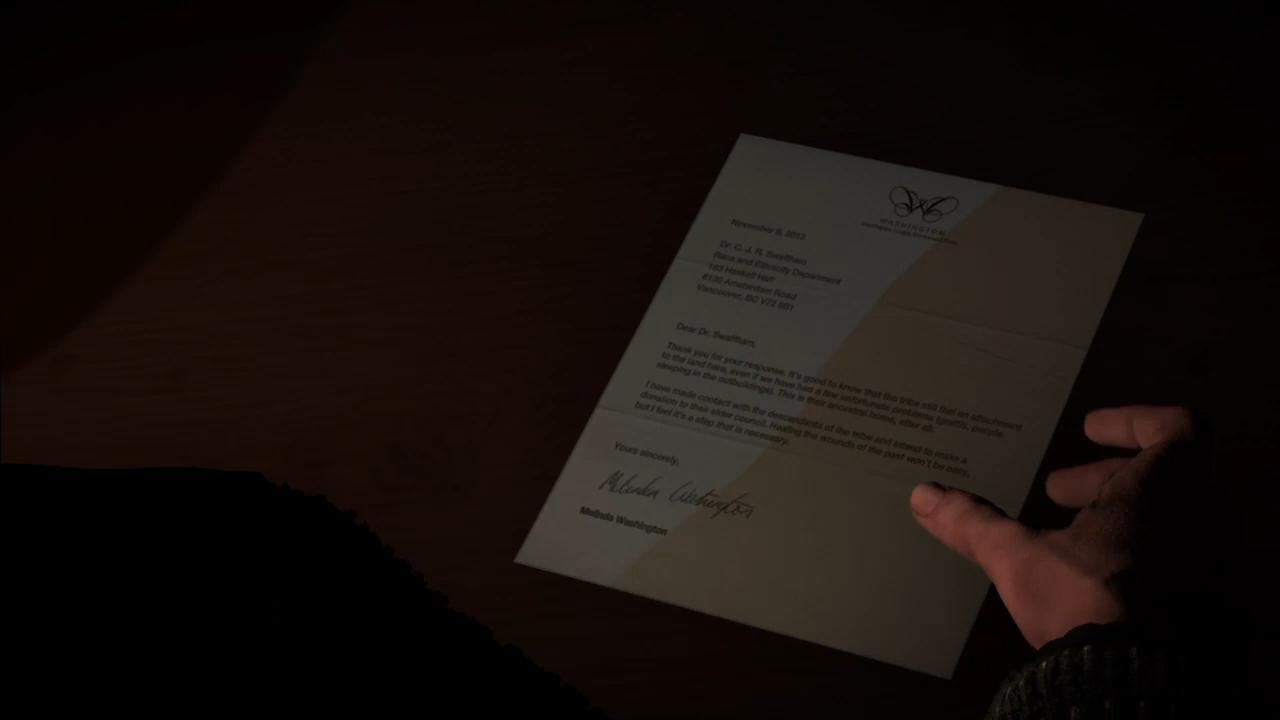 W
WASHINGTON
November 9, 2012
Dr. C. J. R. Swaffham
Race and Ethnicity Department
183 Haskell Hall
8130 Amsterdam Road
Vancouver, BC V72 9B1
Dear Dr. Swaffham,
Thank you for your response. It's good to know that the tribe still feel an attachment
to the land here, even if we have had a few unfortunate problems (graffiti, people
sleeping in the outbuildings). This is their ancestral home, after all.
I have made contact with the descendants of the tribe and intend to make a
donation to their elder council. Healing the wounds of the past won't be easy,
but I feel it's a step that is necessary.
Yours sincerely,
Melinda Washington
Melinda Washington